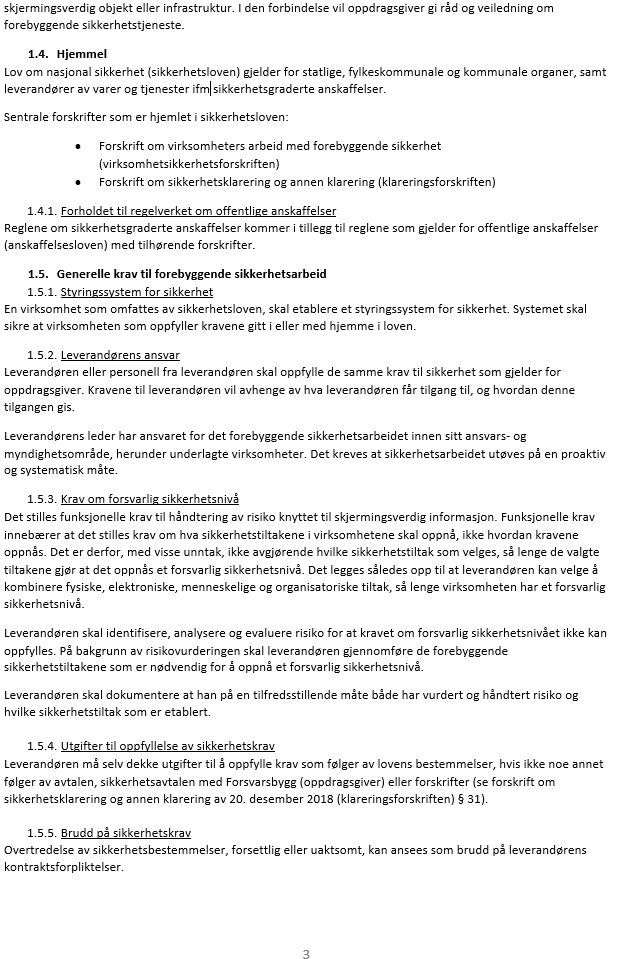 skjermingsverdig objekt eller infrastruktur. I den forbindelse vil oppdragsgiver gi råd og veiledning om
forebyggende sikkerhetstjeneste.
1.4. Hjemmel
Lov om nasjonal sikkerhet (sikkerhetsloven) gjelder for statlige, fylkeskommunale og kommunale organer, samt
leverandører av varer og tjenester ifm sikkerhetsgraderte anskaffelser.
Sentrale forskrifter som er hjemlet i sikkerhetsloven:
• Forskrift om virksomheters arbeid med forebyggende sikkerhet
(virksomhetsikkerhetsforskriften)
• Forskrift om sikkerhetsklarering og annen klarering (klareringsforskriften)
1.4.1. Forholdet til regelverket om offentlige anskaffelser
Reglene om sikkerhetsgraderte anskaffelser kommer i tillegg til reglene som gjelder for offentlige anskaffelser
(anskaffelsesloven) med tilhørende forskrifter.
1.5. Generelle krav til forebyggende sikkerhetsarbeid
1.5.1. Styringssystem for sikkerhet
En virksomhet som omfattes av sikkerhetsloven, skal etablere et styringssystem for sikkerhet. Systemet skal
sikre at virksomheten som oppfyller kravene gitt i eller med hjemme i loven.
1.5.2. Leverandørens ansvar
Leverandøren eller personell fra leverandøren skal oppfylle de samme krav til sikkerhet som gjelder for
oppdragsgiver. Kravene til leverandøren vil avhenge av hva leverandøren får tilgang til, og hvordan denne
tilgangen gis.
Leverandørens leder har ansvaret for det forebyggende sikkerhetsarbeidet innen sitt ansvars- og
myndighetsområde, herunder underlagte virksomheter. Det kreves at sikkerhetsarbeidet utøves på en proaktiv
og systematisk måte.
1.5.3. Krav om forsvarlig sikkerhetsnivå
Det stilles funksjonelle krav til håndtering av risiko knyttet til skjermingsverdig informasjon. Funksjonelle krav
innebærer at det stilles krav om hva sikkerhetstiltakene i virksomhetene skal oppnå, ikke hvordan kravene
oppnås. Det er derfor, med visse unntak, ikke avgjørende hvilke sikkerhetstiltak som velges, så lenge de valgte
tiltakene gjør at det oppnås et forsvarlig sikkerhetsnivå. Det legges således opp til at leverandøren kan velge å
kombinere fysiske, elektroniske, menneskelige og organisatoriske tiltak, så lenge virksomheten har et forsvarlig
sikkerhetsnivå.
Leverandøren skal identifisere, analysere og evaluere risiko for at kravet om forsvarlig sikkerhetsnivået ikke kan
oppfylles. På bakgrunn av risikovurderingen skal leverandøren gjennomføre de forebyggende
sikkerhetstiltakene som er nødvendig for å oppnå et forsvarlig sikkerhetsnivå.
Leverandøren skal dokumentere at han på en tilfredsstillende måte både har vurdert og håndtert risiko og
hvilke sikkerhetstiltak som er etablert.
1.5.4. Utgifter til oppfyllelse av sikkerhetskrav
Leverandøren må selv dekke utgifter til å oppfylle krav som følger av lovens bestemmelser, hvis ikke noe annet
følger av avtalen, sikkerhetsavtalen med Forsvarsbygg (oppdragsgiver) eller forskrifter (se forskrift om
sikkerhetsklarering og annen klarering av 20. desember 2018 (klareringsforskriften) § 31).
1.5.5. Brudd på sikkerhetskrav
Overtredelse av sikkerhetsbestemmelser, forsettlig eller uaktsomt, kan ansees som brudd på leverandørens
kontraktsforpliktelser.
3